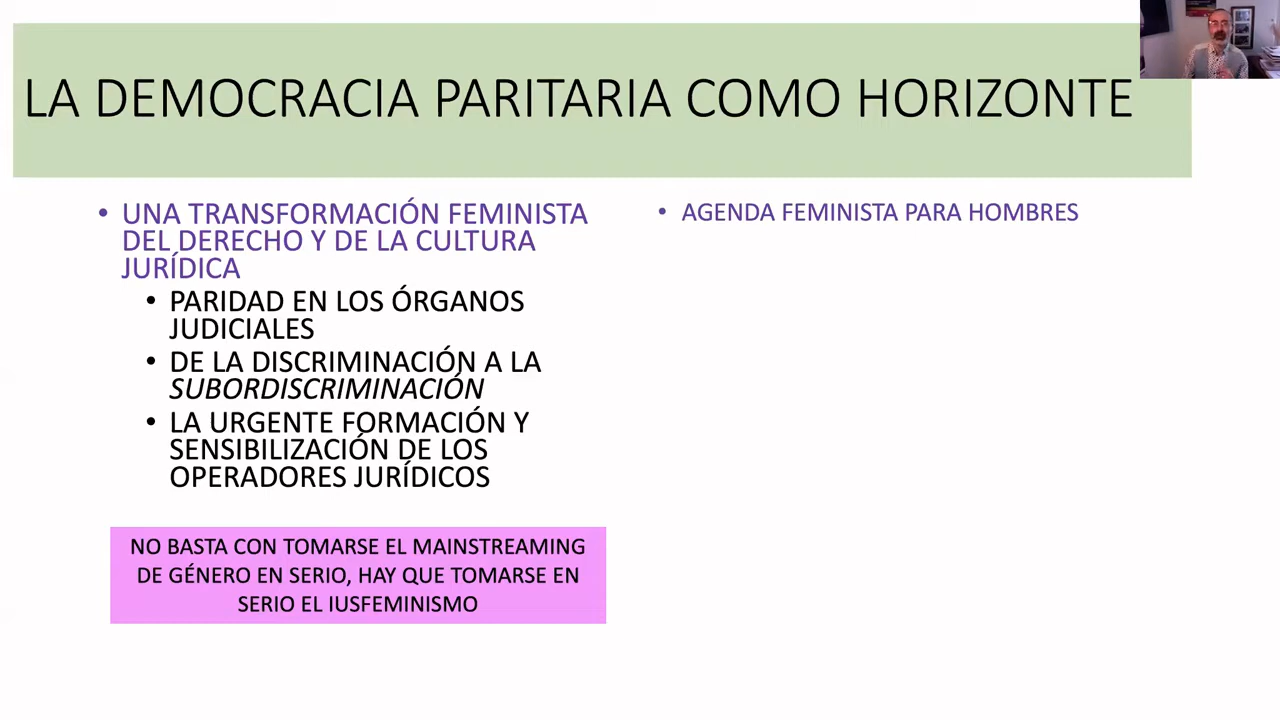 LA DEMOCRACIA PARITARIA COMO HORIZONTE
• UNA TRANSFORMACIÓN FEMINISTA
DEL DERECHO Y DE LA CULTURA
JURÍDICA
• PARIDAD EN LOS ÓRGANOS
JUDICIALES
• DE LA DISCRIMINACIÓN A LA
SUBORDISCRIMINACIÓN
• LA URGENTE FORMACIÓN Y
SENSIBILIZACIÓN DE LOS
OPERADORES JURÍDICOS
NO BASTA CON TOMARSE EL MAINSTREAMING
DE GÉNERO EN SERIO, HAY QUE TOMARSE EN
SERIO EL IUSFEMINISMO
• AGENDA FEMINISTA PARA HOMBRES